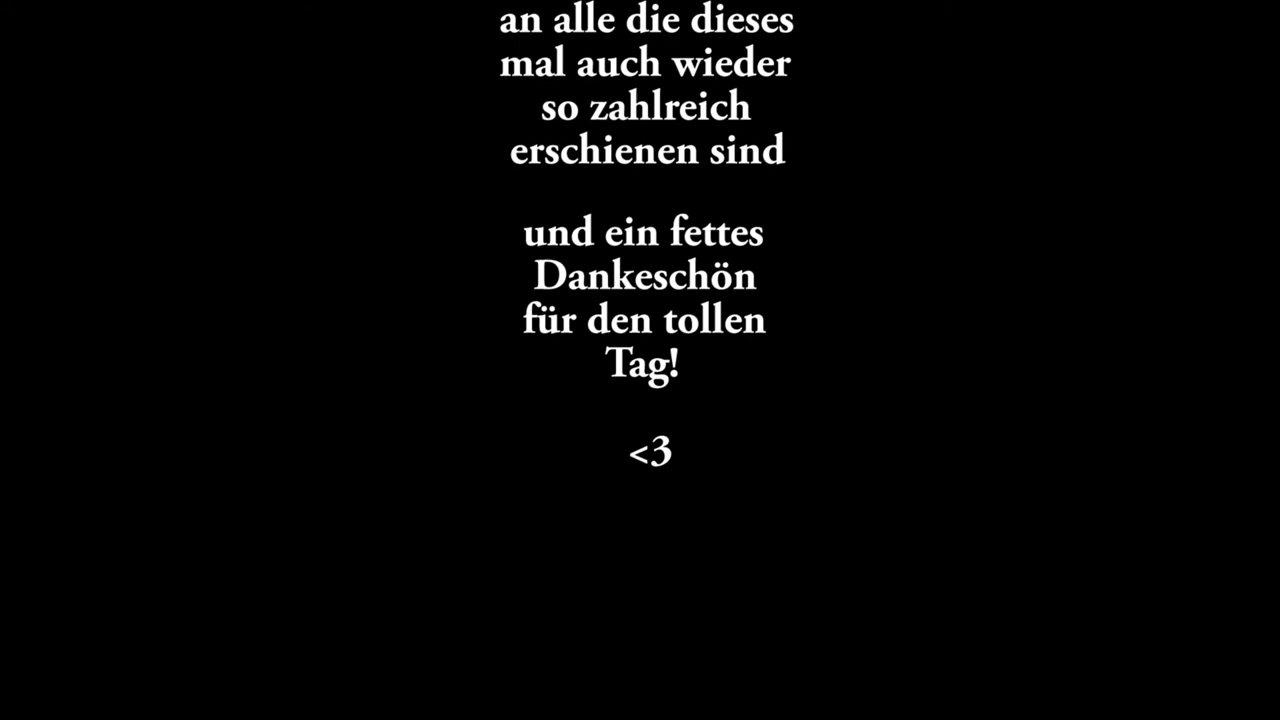 an alle die dieses
mal auch wieder
so zahlreich
erschienen sind
und ein fettes
Dankeschön
für den tollen
Tag!
<3